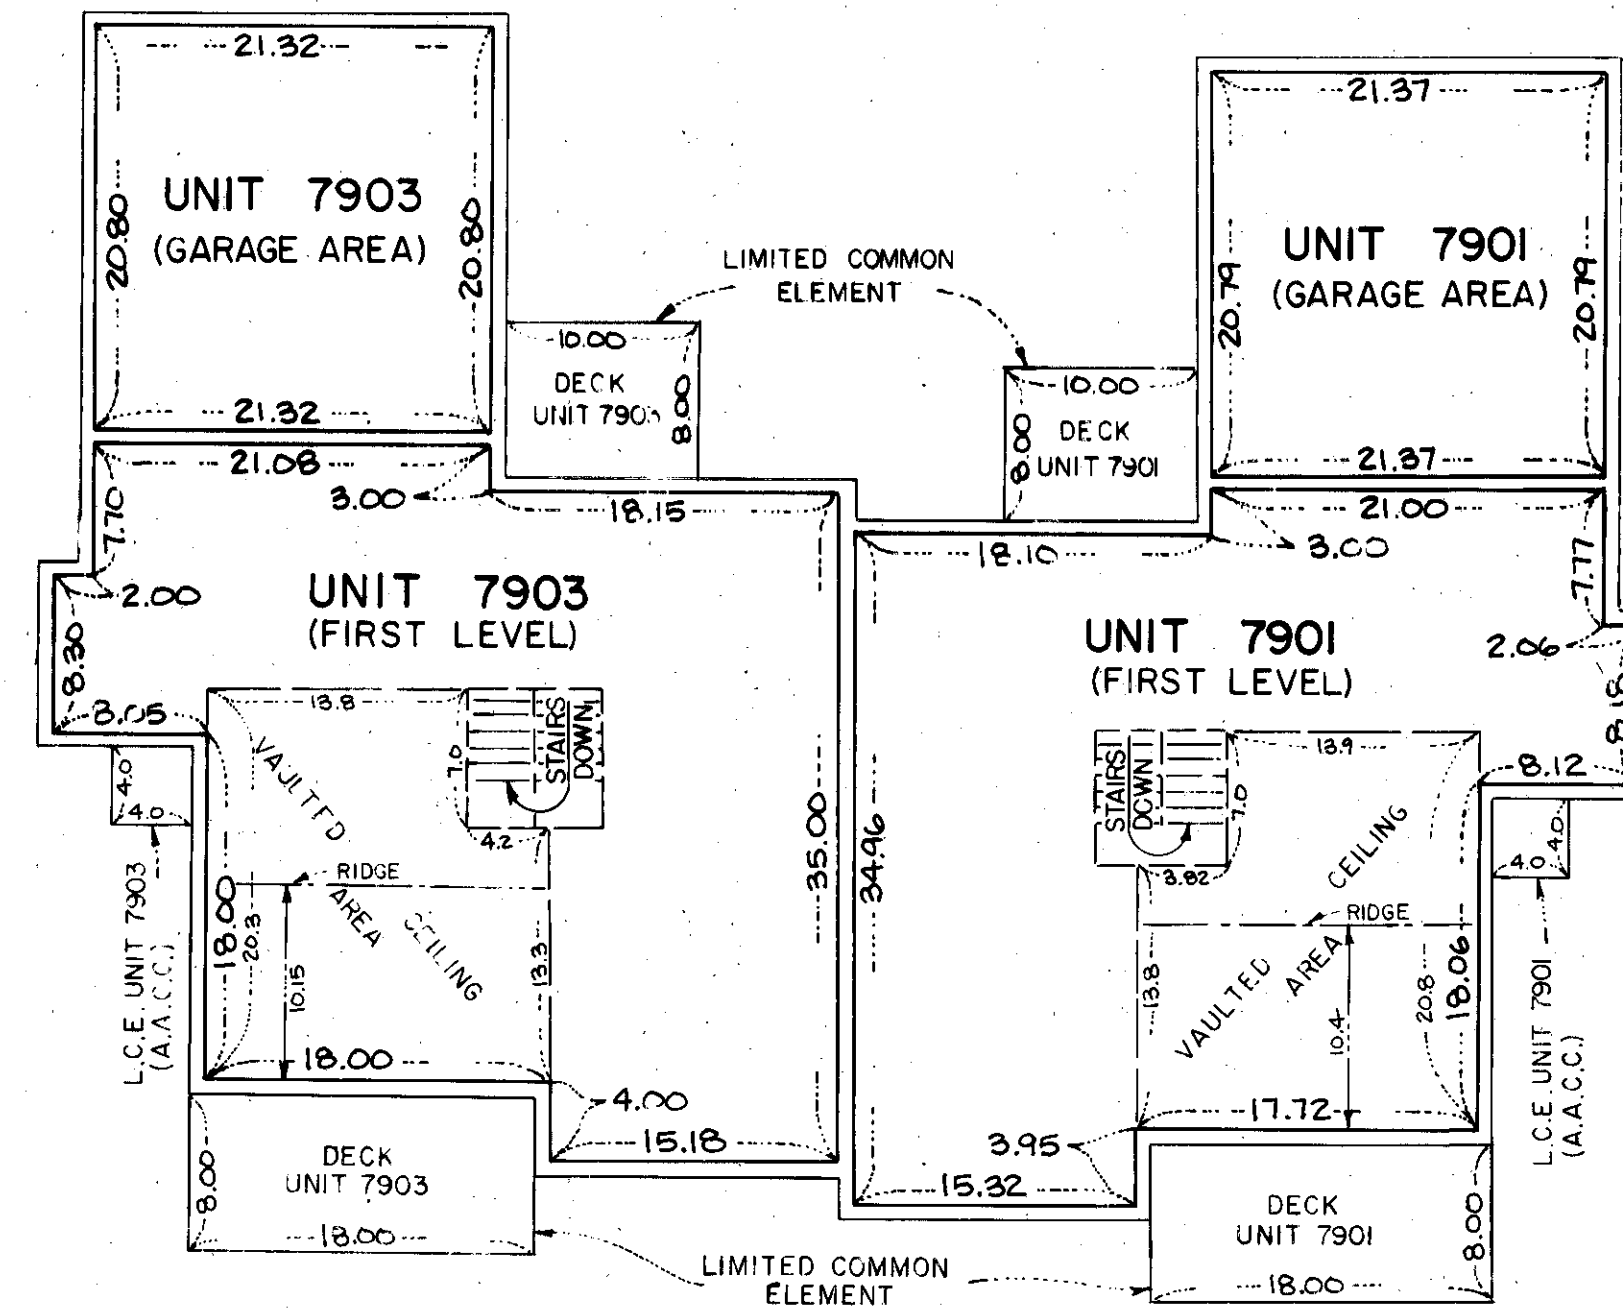 21.32
UNIT 7903
(GARAGE AREA)
20.80
20.80
21.32
LIMITED COMMON
ELEMENT
10.00
DECK
UNIT 7903
8.00
21.37
UNIT 7901
(GARAGE AREA)
20.79
20.79
21.37
10.00
DECK
UNIT 7901
8.00
21.08
3.00
7.70
18.15
2.00
UNIT 7903
(FIRST LEVEL)
8.30
8.05
13.8
STAIRS
DOWN
7.0
4.2
VAULTED
AREA
CEILING
RIDGE
4.0
4.0
L.C.E. UNIT 7903
(A.A.C.C.)
18.00
20.3
10.15
13.3
35.00
18.00
4.00
15.18
DECK
UNIT 7903
8.00
18.00
21.00
18.10
3.00
7.77
2.06
UNIT 7901
(FIRST LEVEL)
8.18
8.12
13.9
STAIRS
DOWN
7.0
3.82
34.96
CEILING
RIDGE
VAULTED
AREA
13.8
10.4
20.8
18.06
4.0
4.0
L.C.E. UNIT 7901
(A.A.C.C.)
17.72
3.95
15.32
DECK
UNIT 7901
8.00
18.00
LIMITED COMMON
ELEMENT